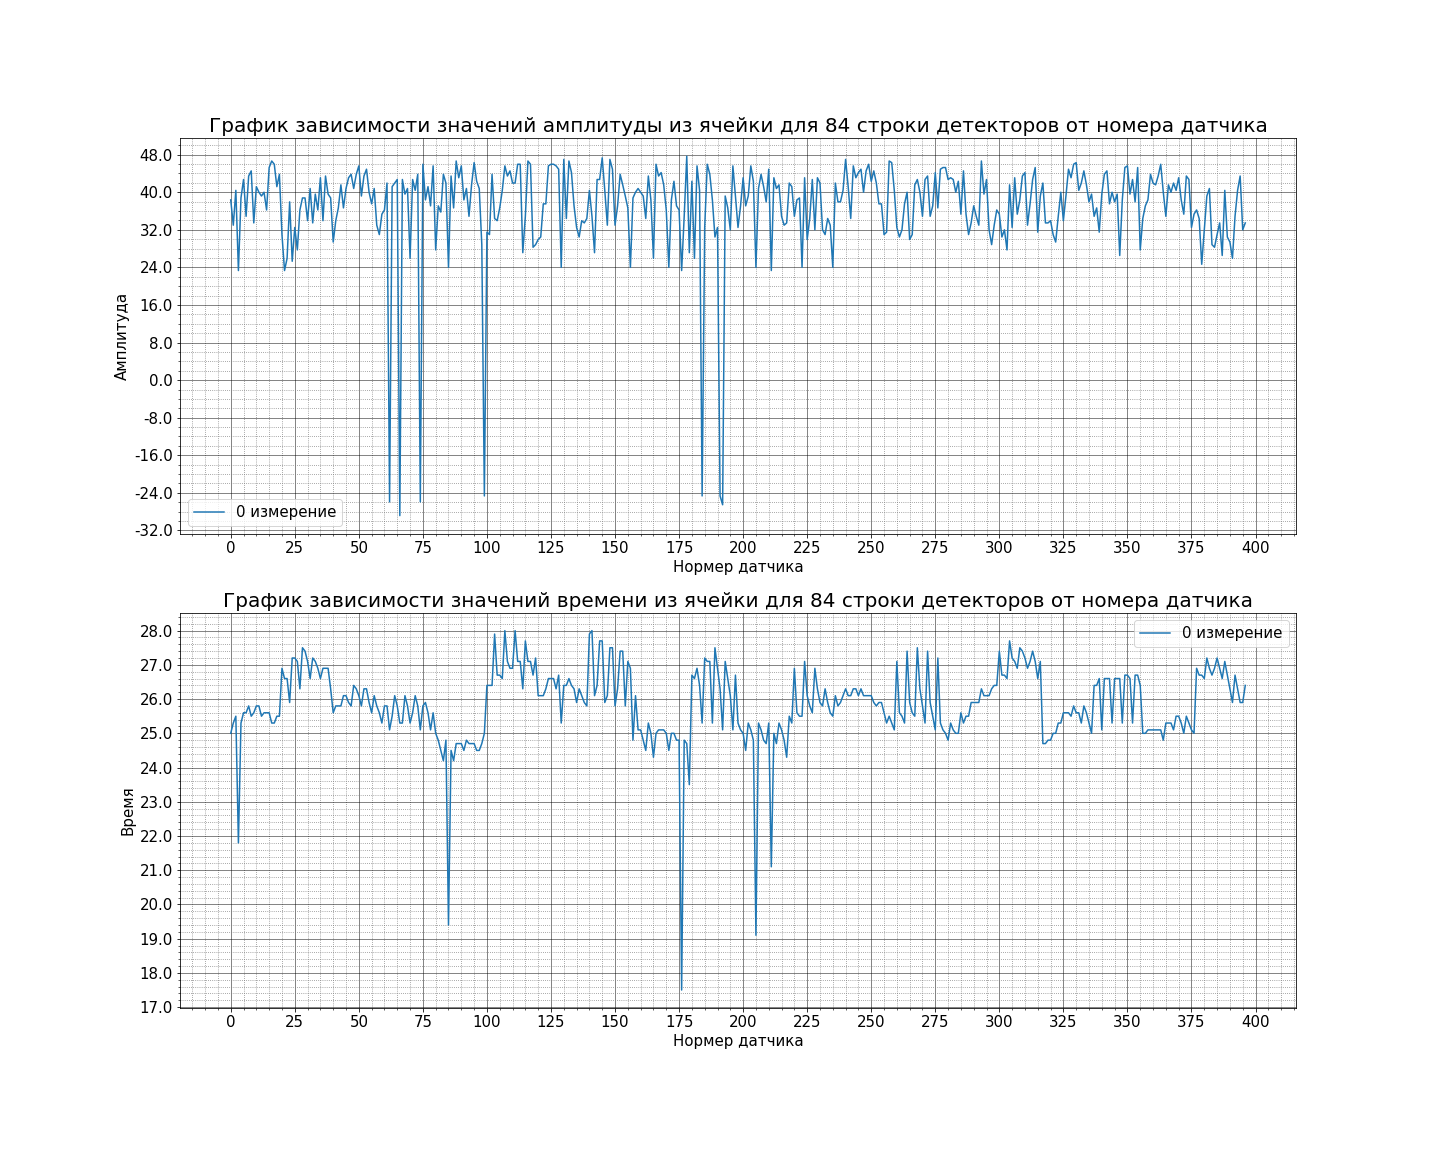 График зависимости значений амплитуды из ячейки для 84 строки детекторов от номера датчика
48.0
40.0
32.0
24.0
16.0
8.0
0.0
-8.0
-16.0
-24.0
-32.0
Амплитуда
0 измерение
0 25 50 75 100 125 150 175 200 225 250 275 300 325 350 375 400
Нормер датчика
График зависимости значений времени из ячейки для 84 строки детекторов от номера датчика
28.0
27.0
26.0
25.0
24.0
23.0
22.0
21.0
20.0
19.0
18.0
17.0
Время
0 измерение
0 25 50 75 100 125 150 175 200 225 250 275 300 325 350 375 400
Нормер датчика